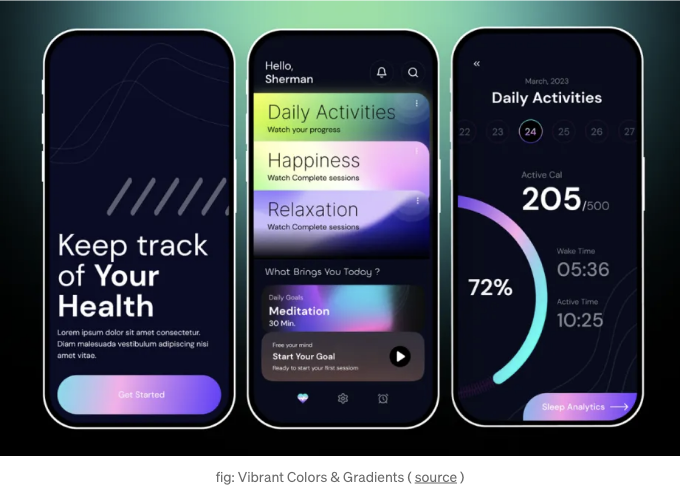 Keep track
of Your
Health
Lorem ipsum dolor sit amet consectetur.
Diam malesuada vestibulum adipiscing nisi
amet vitae.
Get Started
Hello,
Sherman
Daily Activities
Watch your progress
Happiness
Watch Complete sessions
Relaxation
Watch Complete sessions
What Brings You Today ?
Daily Goals
Meditation
30 Min.
Free your mind
Start Your Goal
Ready to start your first session
«
March, 2023
Daily Activities
22 23 24 25 26 27
Active Cal
205/500
72%
Wake Time
05:36
Active Time
10:25
Sleep Analytics
fig: Vibrant Colors & Gradients ( source )